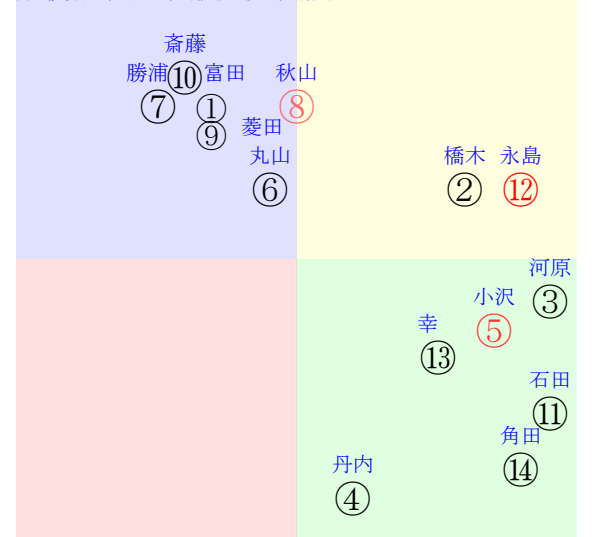 斎藤
勝浦 ⑩ 富田 秋山
⑦ ① ⑧
⑨ 菱田
丸山 橋木 永島
⑥ ② ⑫
河原
小沢 ③
幸 ⑤
⑬
石田
⑪
角田
丹内 ⑭
④